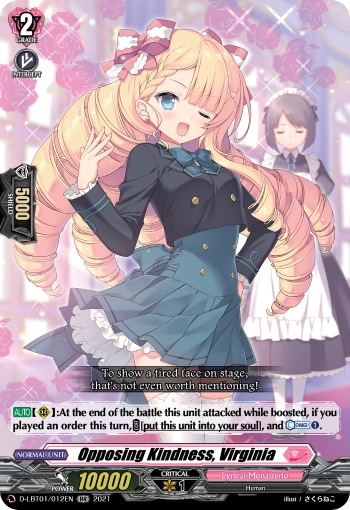 2
GRADE
INTERCEPT
5000
SHIELD
To show a tired face on stage,
that's not even worth mentioning!
AUTO【RC】:At the end of the battle this unit attacked while boosted, if you
played an order this turn, [put this unit into your soul], and DMG 1.
NORMAL UNIT Opposing Kindness, Virginia
POWER 10000 CRITICAL 1 Lyrical Monasterio
Human
D-LBT01/012EN RR 2021 illust / さくらねこ